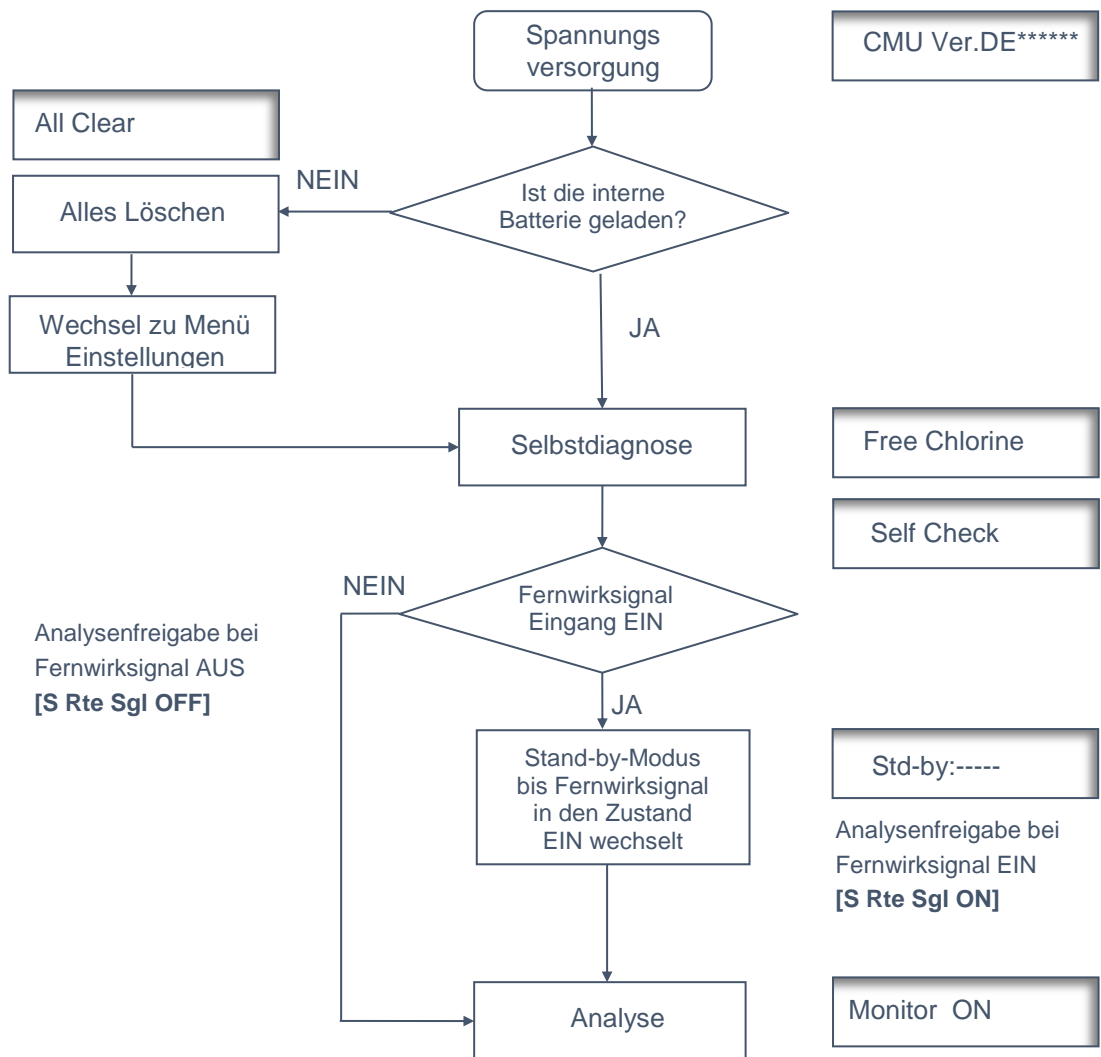 Spannungs
versorgung
CMU Ver.DE******
All Clear
NEIN
Ist die interne
Batterie geladen?
Alles Löschen
Wechsel zu Menü
Einstellungen
JA
Selbstdiagnose
Free Chlorine
Self Check
NEIN
Fernwirksignal
Eingang EIN
Analysenfreigabe bei
Fernwirksignal AUS
[S Rte Sgl OFF]
JA
Stand-by-Modus
bis Fernwirksignal
in den Zustand
EIN wechselt
Std-by:-----
Analysenfreigabe bei
Fernwirksignal EIN
[S Rte Sgl ON]
Analyse
Monitor ON